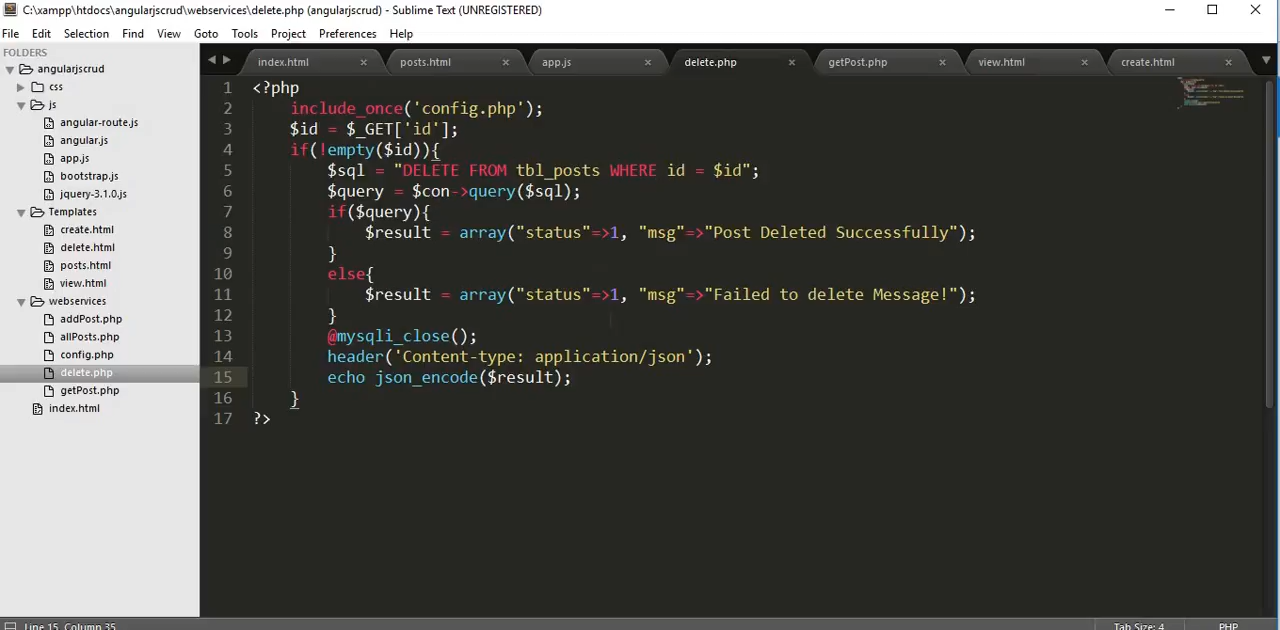 C:\xampp\htdocs\angularjscrud\webservices\delete.php (angularjscrud) - Sublime Text (UNREGISTERED)
File Edit Selection Find View Goto Tools Project Preferences Help
FOLDERS
angularjscrud
css
js
angular-route.js
angular.js
app.js
bootstrap.js
jquery-3.1.0.js
Templates
create.html
delete.html
posts.html
view.html
webservices
addPost.php
allPosts.php
config.php
delete.php
getPost.php
index.html
index.html × posts.html × app.js × delete.php × getPost.php × view.html × create.html ×
1 <?php
2 include_once('config.php');
3 $id = $_GET['id'];
4 if(!empty($id)){
5 $sql = "DELETE FROM tbl_posts WHERE id = $id";
6 $query = $con->query($sql);
7 if($query){
8 $result = array("status"=>1, "msg"=>"Post Deleted Successfully");
9 }
10 else{
11 $result = array("status"=>1, "msg"=>"Failed to delete Message!");
12 }
13 @mysqli_close();
14 header('Content-type: application/json');
15 echo json_encode($result);
16 }
17 ?>
Line 15, Column 35 Tab Size: 4 PHP